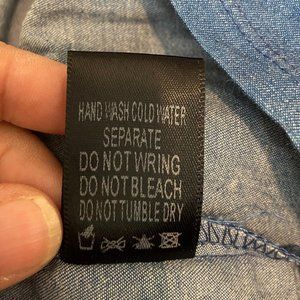 HAND WASH COLD WATER
SEPARATE
DO NOT WRING
DO NOT BLEACH
DO NOT TUMBLE DRY